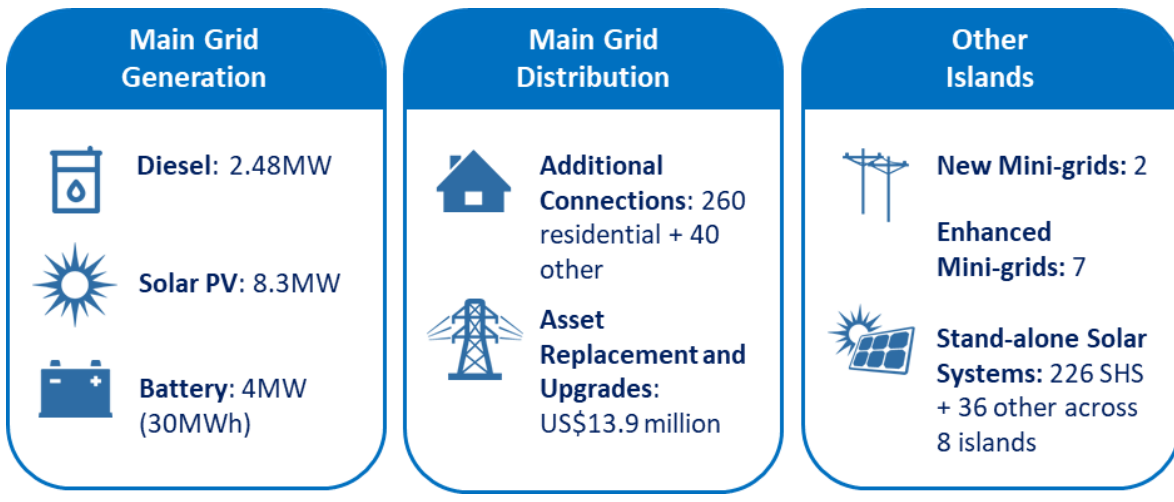 Main Grid
Generation
Diesel: 2.48MW
Solar PV: 8.3MW
Battery: 4MW
(30MWh)
Main Grid
Distribution
Additional
Connections: 260
residential + 40
other
Asset
Replacement and
Upgrades:
US$13.9 million
Other
Islands
New Mini-grids: 2
Enhanced
Mini-grids: 7
Stand-alone Solar
Systems: 226 SHS
+ 36 other across
8 islands